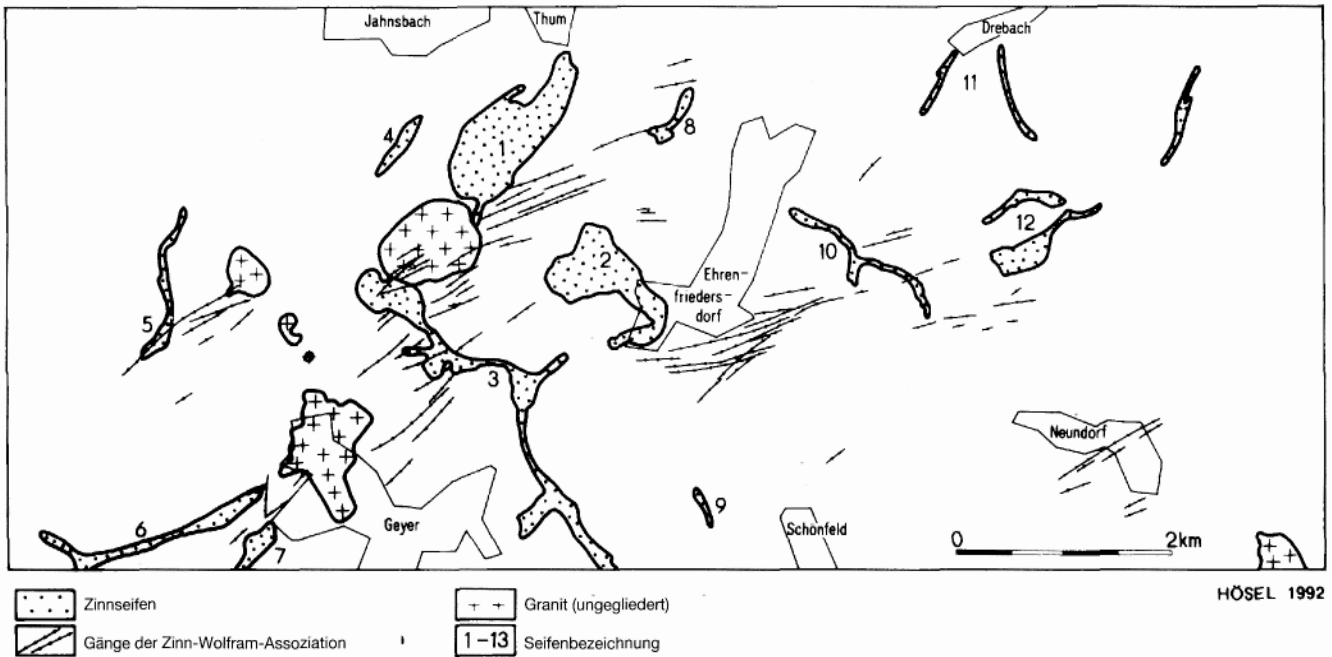 Jahnsbach
Thum
Drebach
11
4
1
8
12
10
2
Ehren-
frieders-
dorf
5
3
Neundorf
6
7
Geyer
9
Schönfeld
0 2km
HÖSEL 1992
Zinnseifen
+ + Granit (ungegliedert)
Gänge der Zinn-Wolfram-Assoziation
1-13 Seifenbezeichnung